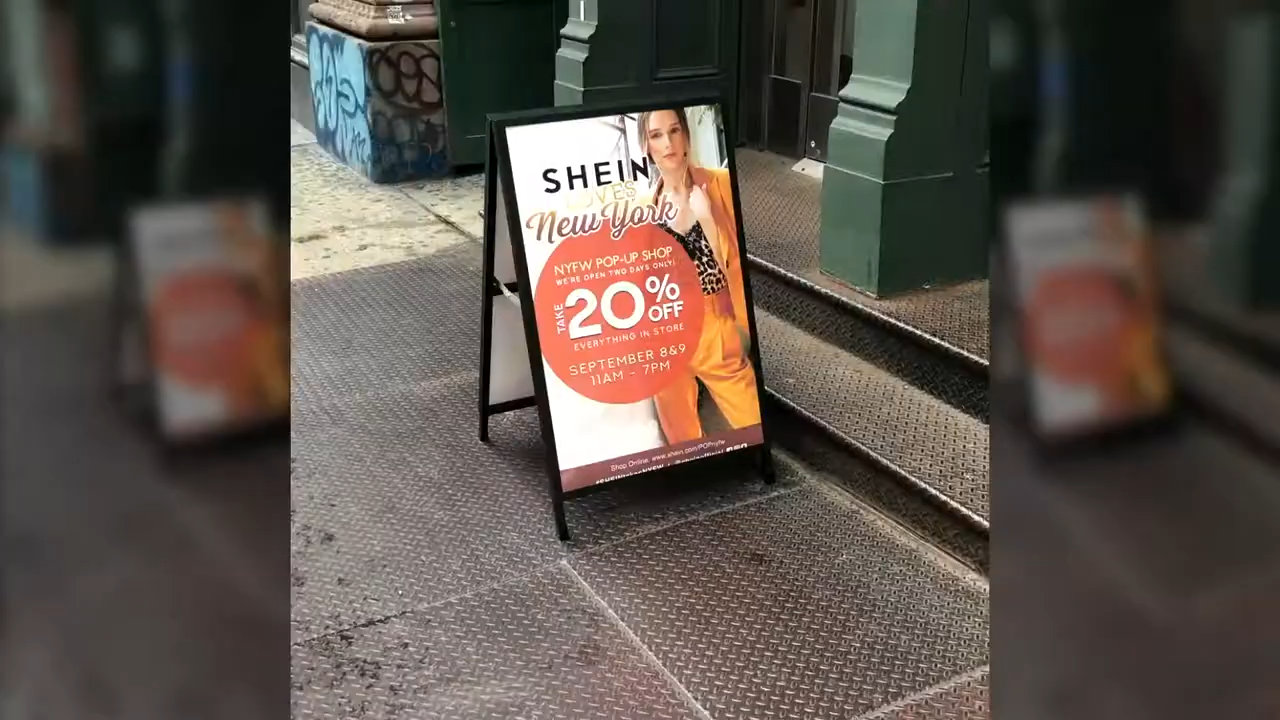 SHEIN
LOVES
New York
NYFW POP-UP SHOP
WE'RE OPEN TWO DAYS ONLY!
TAKE 20% OFF
EVERYTHING IN STORE
SEPTEMBER 8&9
11AM - 7PM
Shop Online: www.shein.com/POPnyfw